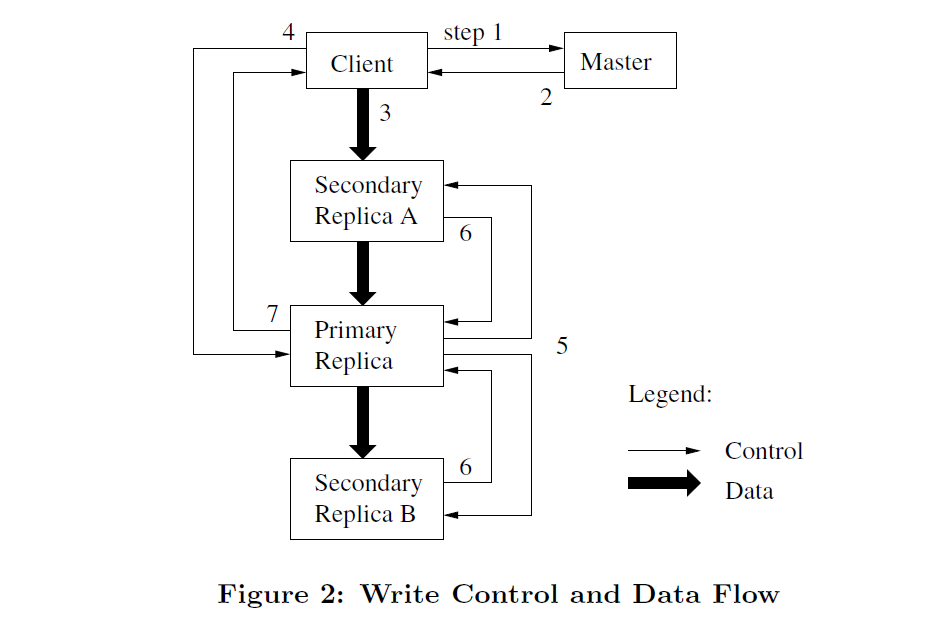 4
step 1
Client
Master
2
3
Secondary
Replica A
6
7
Primary
Replica
5
Legend:
Control
6
Secondary
Replica B
Data
Figure 2: Write Control and Data Flow